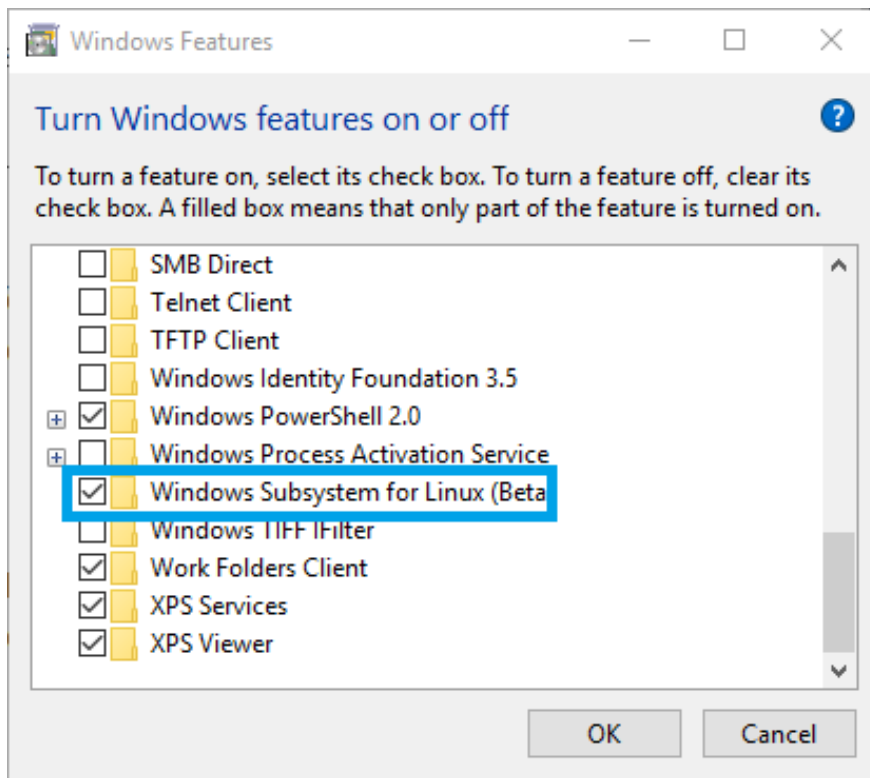 Windows Features
Turn Windows features on or off
?
To turn a feature on, select its check box. To turn a feature off, clear its
check box. A filled box means that only part of the feature is turned on.
SMB Direct
Telnet Client
TFTP Client
Windows Identity Foundation 3.5
Windows PowerShell 2.0
Windows Process Activation Service
Windows Subsystem for Linux (Beta
Windows TIFF IFilter
Work Folders Client
XPS Services
XPS Viewer
OK Cancel